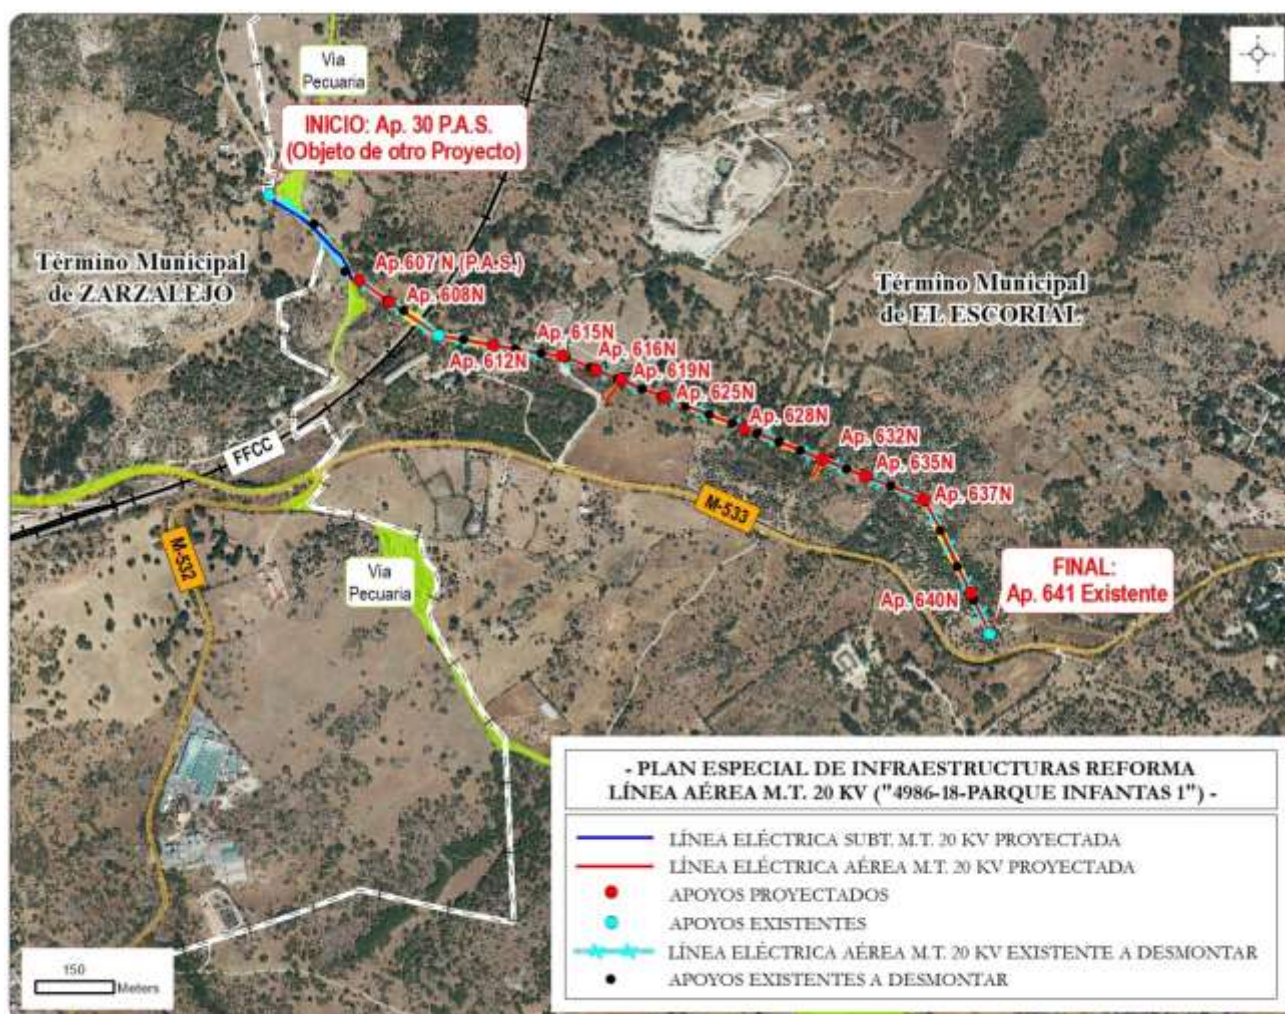 Via
Pecuaria
INICIO: Ap. 30 P.A.S.
(Objeto de otro Proyecto)
Término Municipal
de ZARZALEJO
Término Municipal
de EL ESCORIAL
Ap.607 N (P.A.S.)
Ap. 608N
Ap. 612N
Ap. 615N
Ap. 616N
Ap. 619N
Ap. 625N
Ap. 628N
Ap. 632N
Ap. 635N
Ap. 637N
FFCC
M-533
M-532
Via
Pecuaria
Ap. 640N
FINAL:
Ap. 641 Existente
- PLAN ESPECIAL DE INFRAESTRUCTURAS REFORMA
LÍNEA AÉREA M.T. 20 KV ("4986-18-PARQUE INFANTAS 1") -
LÍNEA ELÉCTRICA SUBT. M.T. 20 KV PROYECTADA
LÍNEA ELÉCTRICA AÉREA M.T. 20 KV PROYECTADA
APOYOS PROYECTADOS
APOYOS EXISTENTES
LÍNEA ELÉCTRICA AÉREA M.T. 20 KV EXISTENTE A DESMONTAR
APOYOS EXISTENTES A DESMONTAR
150
Meters